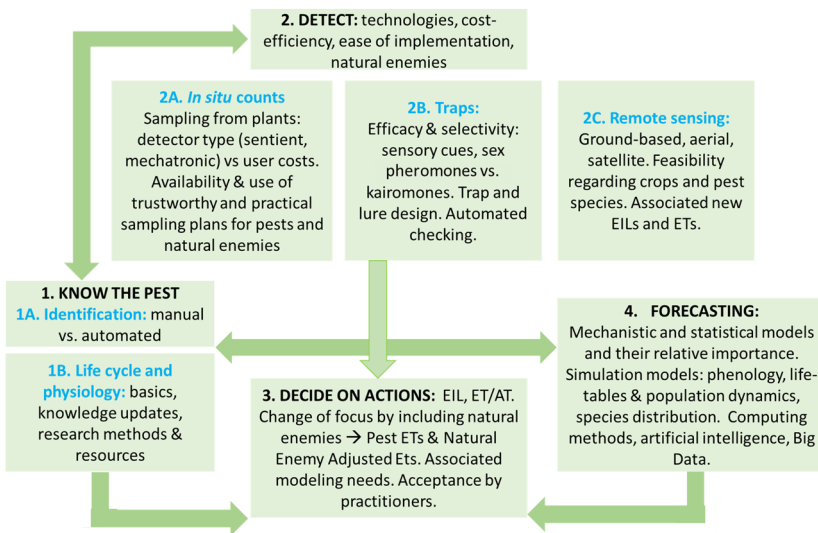 2. DETECT: technologies, cost-
efficiency, ease of implementation,
natural enemies
2A. In situ counts
Sampling from plants:
detector type (sentient,
mechatronic) vs user costs.
Availability & use of
trustworthy and practical
sampling plans for pests and
natural enemies
2B. Traps:
Efficacy & selectivity:
sensory cues, sex
pheromones vs.
kairomones. Trap and
lure design. Automated
checking.
2C. Remote sensing:
Ground-based, aerial,
satellite. Feasibility
regarding crops and pest
species. Associated new
EILs and ETs.
1. KNOW THE PEST
1A. Identification: manual
vs. automated
1B. Life cycle and
physiology: basics,
knowledge updates,
research methods &
resources
3. DECIDE ON ACTIONS: EIL, ET/AT.
Change of focus by including natural
enemies → Pest ETs & Natural
Enemy Adjusted Ets. Associated
modeling needs. Acceptance by
practitioners.
4. FORECASTING:
Mechanistic and statistical models
and their relative importance.
Simulation models: phenology, life-
tables & population dynamics,
species distribution. Computing
methods, artificial intelligence, Big
Data.